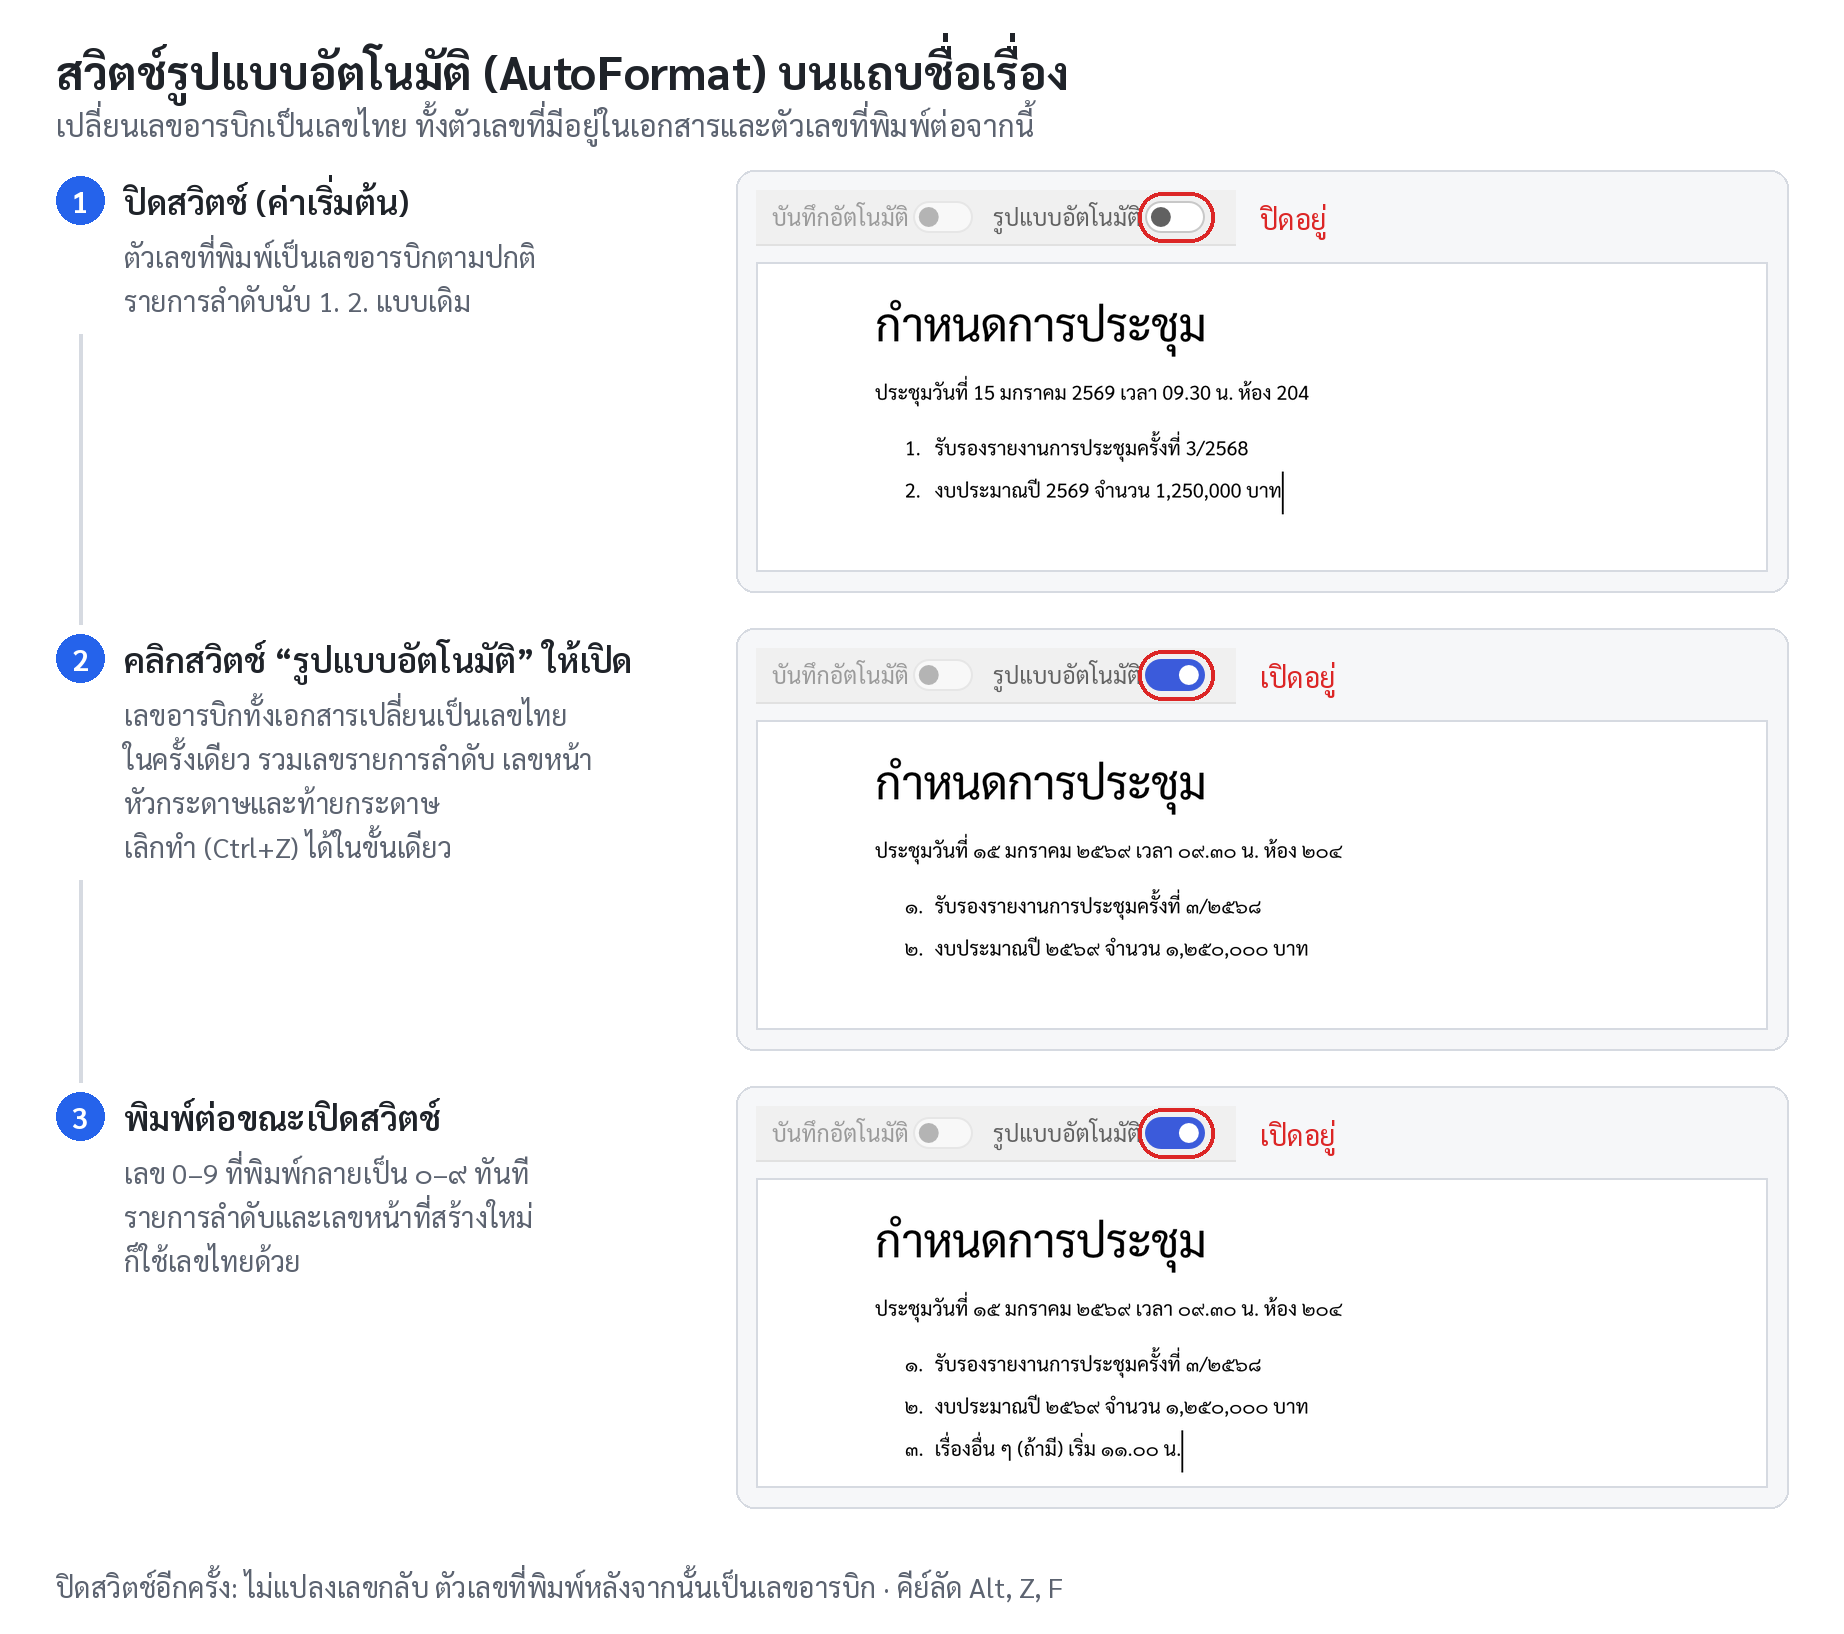 สวิตช์รูปแบบอัตโนมัติ (AutoFormat) บนแถบชื่อเรื่อง
เปลี่ยนเลขอารบิกเป็นเลขไทย ทั้งตัวเลขที่มีอยู่ในเอกสารและตัวเลขที่พิมพ์ต่อจากนี้
1 ปิดสวิตช์ (ค่าเริ่มต้น)
ตัวเลขที่พิมพ์เป็นเลขอารบิกตามปกติ
รายการลำดับนับ 1. 2. แบบเดิม
บันทึกอัตโนมัติ รูปแบบอัตโนมัติ ปิดอยู่
กำหนดการประชุม
ประชุมวันที่ 15 มกราคม 2569 เวลา 09.30 น. ห้อง 204
1. รับรองรายงานการประชุมครั้งที่ 3/2568
2. งบประมาณปี 2569 จำนวน 1,250,000 บาท
2 คลิกสวิตช์ “รูปแบบอัตโนมัติ” ให้เปิด
เลขอารบิกทั้งเอกสารเปลี่ยนเป็นเลขไทย
ในครั้งเดียว รวมเลขรายการลำดับ เลขหน้า
หัวกระดาษและท้ายกระดาษ
เลิกทำ (Ctrl+Z) ได้ในขั้นเดียว
บันทึกอัตโนมัติ รูปแบบอัตโนมัติ เปิดอยู่
กำหนดการประชุม
ประชุมวันที่ ๑๕ มกราคม ๒๕๖๙ เวลา ๐๙.๓๐ น. ห้อง ๒๐๔
๑. รับรองรายงานการประชุมครั้งที่ ๓/๒๕๖๘
๒. งบประมาณปี ๒๕๖๙ จำนวน ๑,๒๕๐,๐๐๐ บาท
3 พิมพ์ต่อขณะเปิดสวิตช์
เลข 0–9 ที่พิมพ์กลายเป็น ๐–๙ ทันที
รายการลำดับและเลขหน้าที่สร้างใหม่
ก็ใช้เลขไทยด้วย
บันทึกอัตโนมัติ รูปแบบอัตโนมัติ เปิดอยู่
กำหนดการประชุม
ประชุมวันที่ ๑๕ มกราคม ๒๕๖๙ เวลา ๐๙.๓๐ น. ห้อง ๒๐๔
๑. รับรองรายงานการประชุมครั้งที่ ๓/๒๕๖๘
๒. งบประมาณปี ๒๕๖๙ จำนวน ๑,๒๕๐,๐๐๐ บาท
๓. เรื่องอื่น ๆ (ถ้ามี) เริ่ม ๑๑.๐๐ น.
ปิดสวิตช์อีกครั้ง: ไม่แปลงเลขกลับ ตัวเลขที่พิมพ์หลังจากนั้นเป็นเลขอารบิก · คีย์ลัด Alt, Z, F